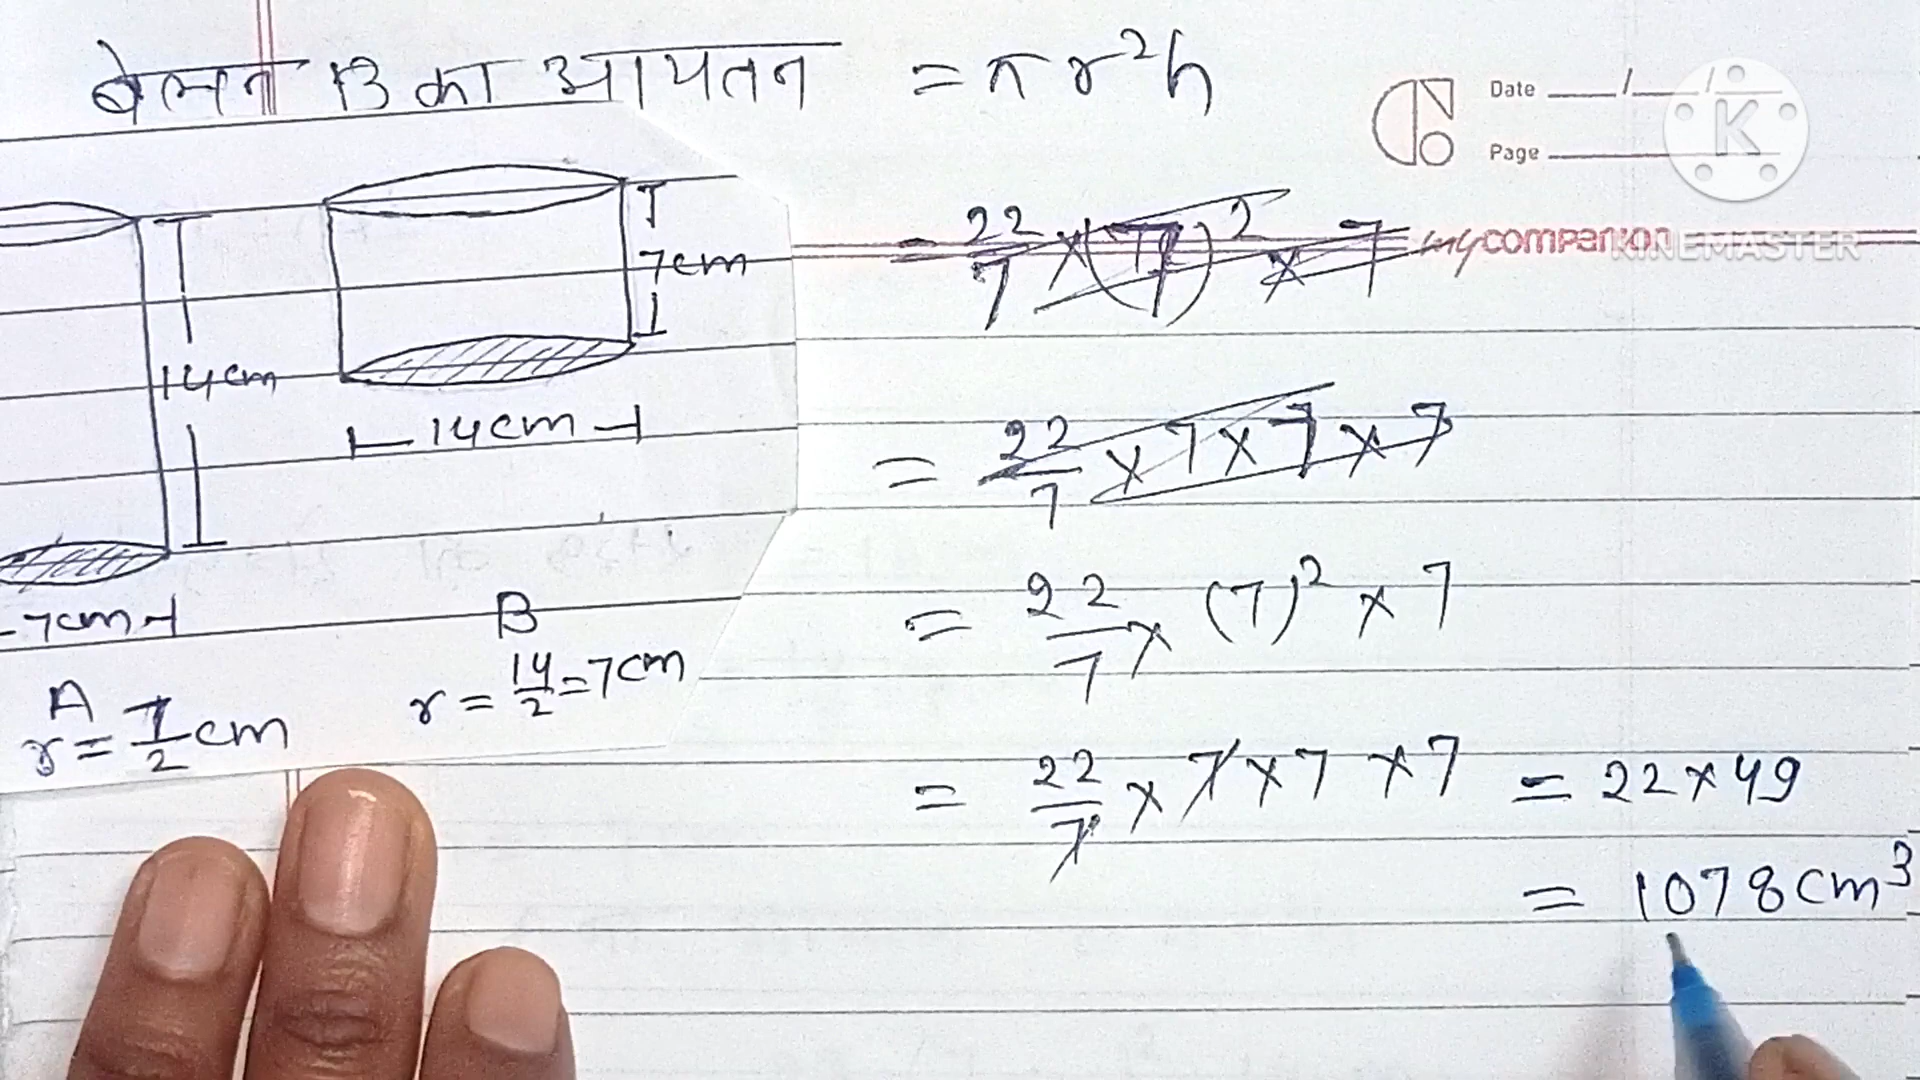 बेलन B का आयतन = πr²h
Date / /
Page
K
KINEMASTER
mycompanion
= 22/7 × (7)² × 7
7cm
14cm
= 22/7 × 7 × 7 × 7
14cm
= 22/7 × (7)² × 7
7cm
B
r = 14/2 = 7cm
A
r = 7/2 cm
= 22/7 × 7 × 7 × 7 = 22 × 49
= 1078 cm³